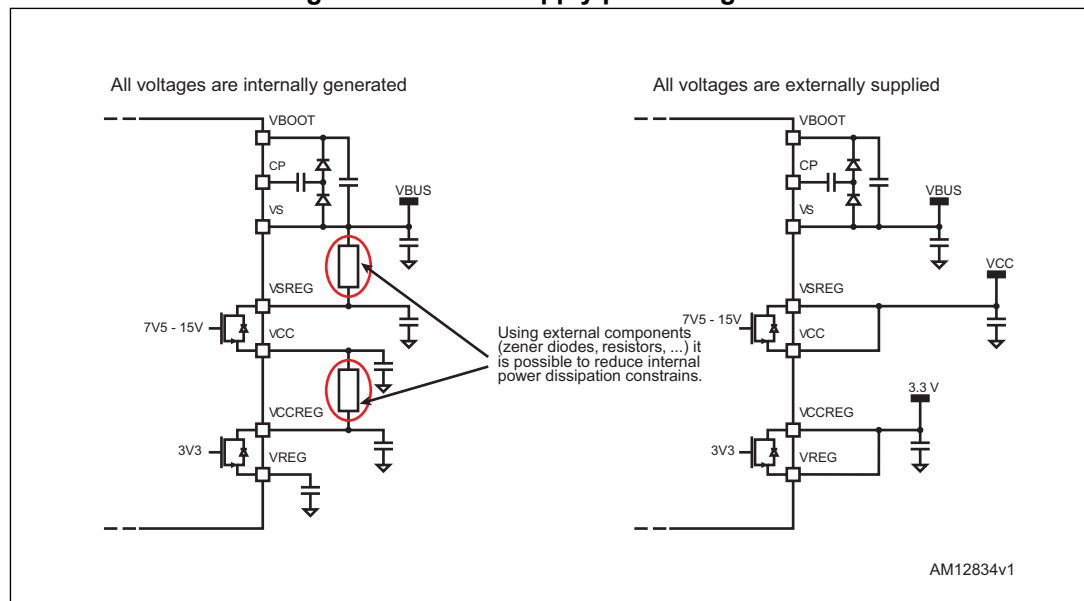 All voltages are internally generated
VBOOT
CP
VBUS
VS
VSREG
7V5 - 15V
VCC
VCCREG
3V3
VREG
Using external components
(zener diodes, resistors, ...) it
is possible to reduce internal
power dissipation constrains.
All voltages are externally supplied
VBOOT
CP
VBUS
VS
VCC
VSREG
7V5 - 15V
VCC
3.3 V
VCCREG
3V3
VREG
AM12834v1